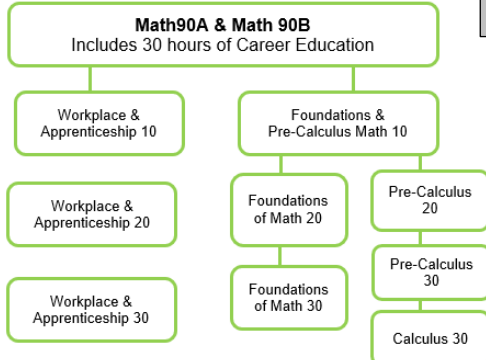 Math90A & Math 90B
Includes 30 hours of Career Education
Workplace &
Apprenticeship 10
Foundations &
Pre-Calculus Math 10
Workplace &
Apprenticeship 20
Foundations
of Math 20
Pre-Calculus
20
Workplace &
Apprenticeship 30
Foundations
of Math 30
Pre-Calculus
30
Calculus 30